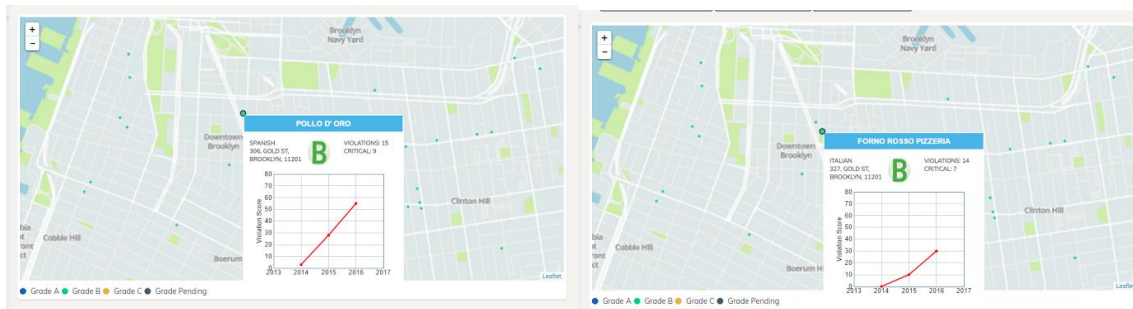 +
−
Brooklyn
Navy Yard
Downtown
Brooklyn
POLLO D' ORO
SPANISH
306, GOLD ST,
BROOKLYN, 11201
B
VIOLATIONS: 15
CRITICAL: 9
Violation Score
80
70
60
50
40
30
20
10
0
2013 2014 2015 2016 2017
Clinton Hill
Cobble Hill
Boerum
Leaflet
Grade A Grade B Grade C Grade Pending
+
−
Brooklyn
Navy Yard
Downtown
Brooklyn
FORNO ROSSO PIZZERIA
ITALIAN
327, GOLD ST,
BROOKLYN, 11201
B
VIOLATIONS: 14
CRITICAL: 7
Violation Score
80
70
60
50
40
30
20
10
0
2013 2014 2015 2016 2017
Clinton Hill
Cobble Hill
Boerum H
Leaflet
Grade A Grade B Grade C Grade Pending